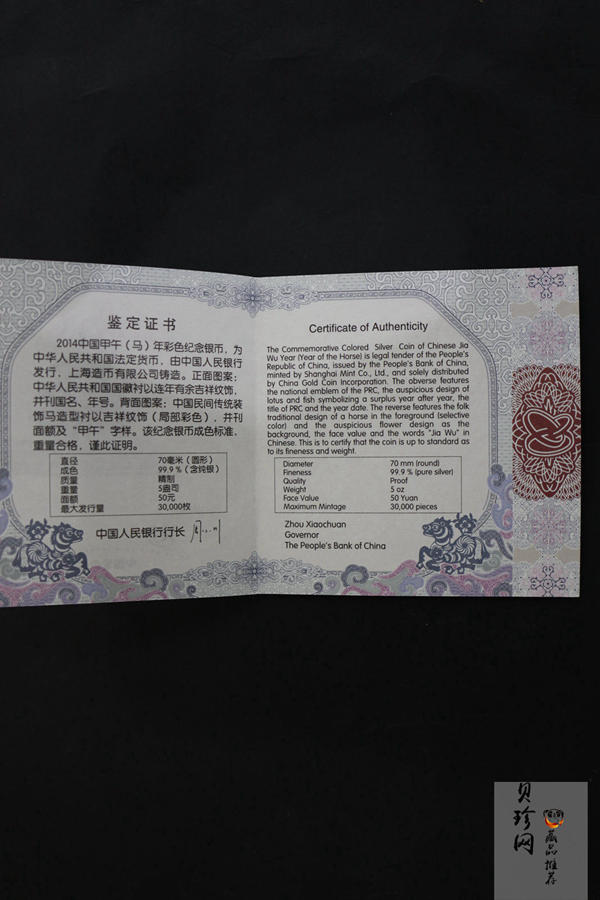 鉴定证书
2014中国甲午（马）年彩色纪念银币，为
中华人民共和国法定货币，由中国人民银行
发行，上海造币有限公司铸造。正面图案：
中华人民共和国国徽衬以连年有余吉祥纹饰，
并刊国名、年号。背面图案：中国民间传统装
饰马造型衬以吉祥纹饰（局部彩色），并刊
面额及“甲午”字样。该纪念银币成色标准，
重量合格，谨此证明。
直径 70毫米（圆形）
成色 99.9％（含纯银）
质量 精制
重量 5盎司
面额 50元
最大发行量 30,000枚
中国人民银行行长
Certificate of Authenticity
The Commemorative Colored Silver Coin of Chinese Jia
Wu Year (Year of the Horse) is legal tender of the People's
Republic of China, issued by the People's Bank of China,
minted by Shanghai Mint Co., Ltd., and solely distributed
by China Gold Coin Incorporation. The obverse features
the national emblem of the PRC, the auspicious design of
lotus and fish symbolizing a surplus year after year, the
title of PRC and the year date. The reverse features the folk
traditional design of a horse in the foreground (selective
color) and the auspicious flower design as the
background, the face value and the words "Jia Wu" in
Chinese. This is to certify that the coin is up to standard as
to its fineness and weight.
Diameter 70 mm (round)
Fineness 99.9 % (pure silver)
Quality Proof
Weight 5 oz
Face Value 50 Yuan
Maximum Mintage 30,000 pieces
Zhou Xiaochuan
Governor
The People's Bank of China
贝珍网
藏品推荐